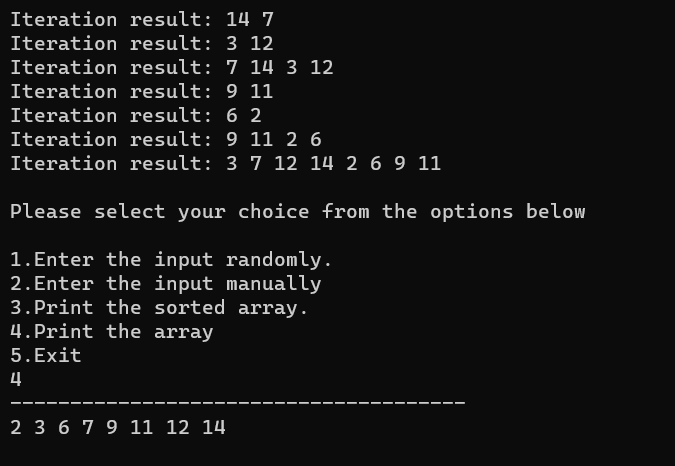 Iteration result: 14 7
Iteration result: 3 12
Iteration result: 7 14 3 12
Iteration result: 9 11
Iteration result: 6 2
Iteration result: 9 11 2 6
Iteration result: 3 7 12 14 2 6 9 11
Please select your choice from the options below
1.Enter the input randomly.
2.Enter the input manually
3.Print the sorted array.
4.Print the array
5.Exit
4
--------------------------------------
2 3 6 7 9 11 12 14